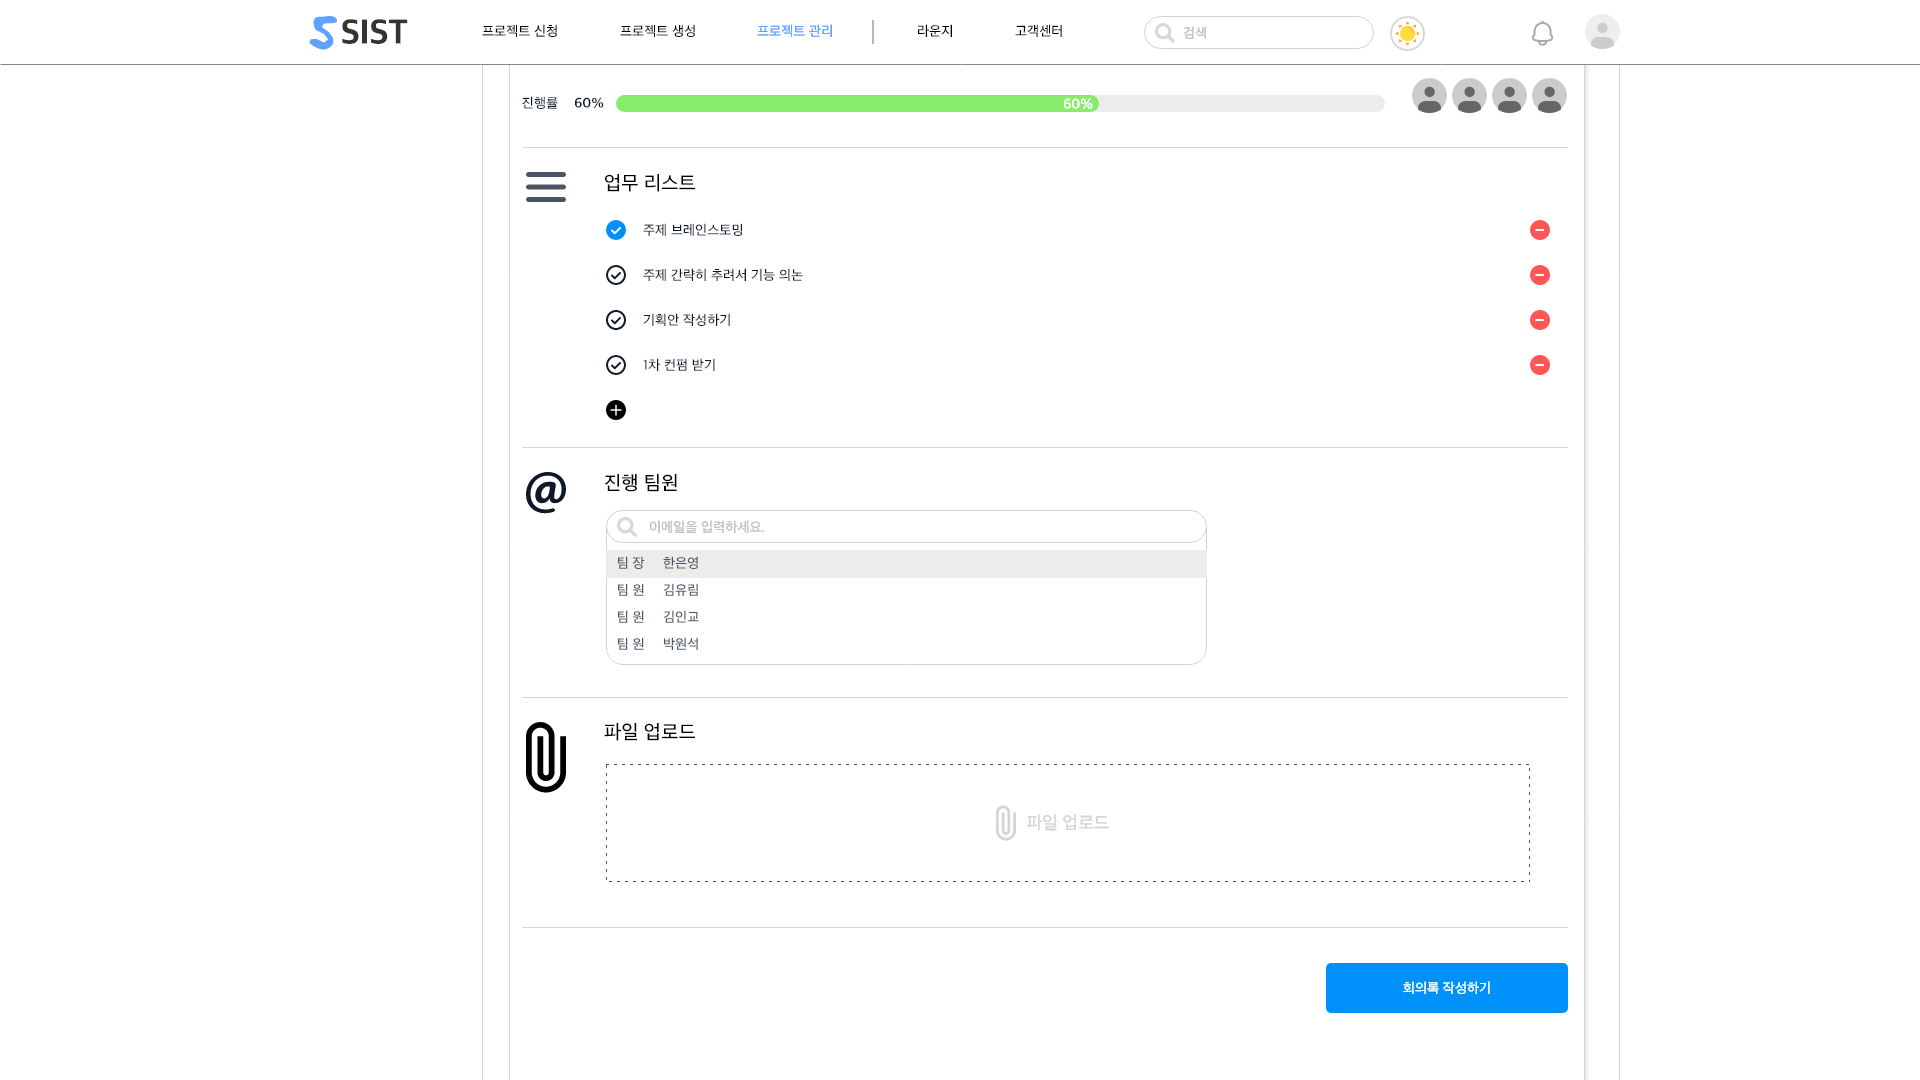 SIST 프로젝트 신청 프로젝트 생성 프로젝트 관리 라운지 고객센터 검색
진행률 60% 60%
업무 리스트
주제 브레인스토밍
주제 간략히 추려서 기능 의논
기획안 작성하기
1차 컨펌 받기
@ 진행 팀원
이메일을 입력하세요.
팀 장 한은영
팀 원 김유림
팀 원 김인교
팀 원 박원석
파일 업로드
파일 업로드
회의록 작성하기